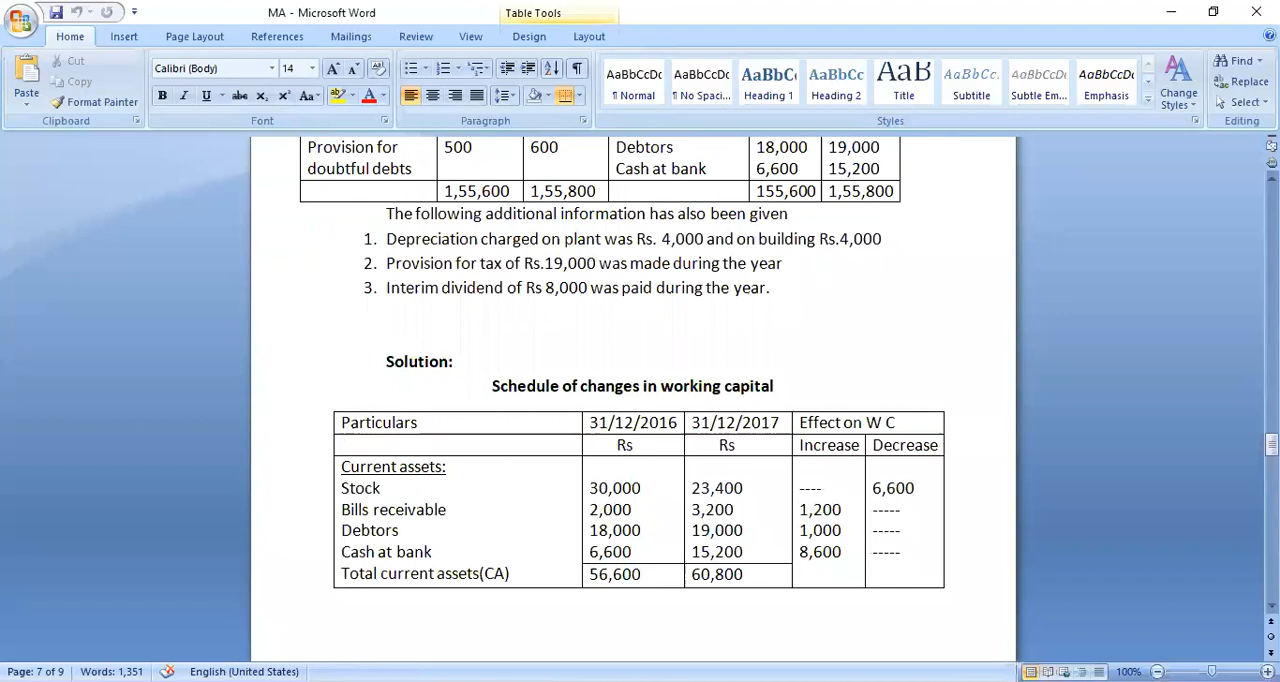 MA - Microsoft Word
Table Tools
Home Insert Page Layout References Mailings Review View Design Layout
Paste
Cut
Copy
Format Painter
Clipboard
Calibri (Body) 14
Font
Paragraph
AaBbCcDc AaBbCcDc AaBbC AaBbCc AaB AaBbCc. AaBbCcDc AaBbCcDc
¶ Normal ¶ No Spaci... Heading 1 Heading 2 Title Subtitle Subtle Em... Emphasis
Change Styles
Styles
Find
Replace
Select
Editing
Provision for 500 600 Debtors 18,000 19,000
doubtful debts Cash at bank 6,600 15,200
1,55,600 1,55,800 155,600 1,55,800
The following additional information has also been given
1. Depreciation charged on plant was Rs. 4,000 and on building Rs.4,000
2. Provision for tax of Rs.19,000 was made during the year
3. Interim dividend of Rs 8,000 was paid during the year.
Solution:
Schedule of changes in working capital
Particulars 31/12/2016 31/12/2017 Effect on W C
Rs Rs Increase Decrease
Current assets:
Stock 30,000 23,400 ---- 6,600
Bills receivable 2,000 3,200 1,200 -----
Debtors 18,000 19,000 1,000 -----
Cash at bank 6,600 15,200 8,600 -----
Total current assets(CA) 56,600 60,800
Page: 7 of 9 Words: 1,351 English (United States) 100%